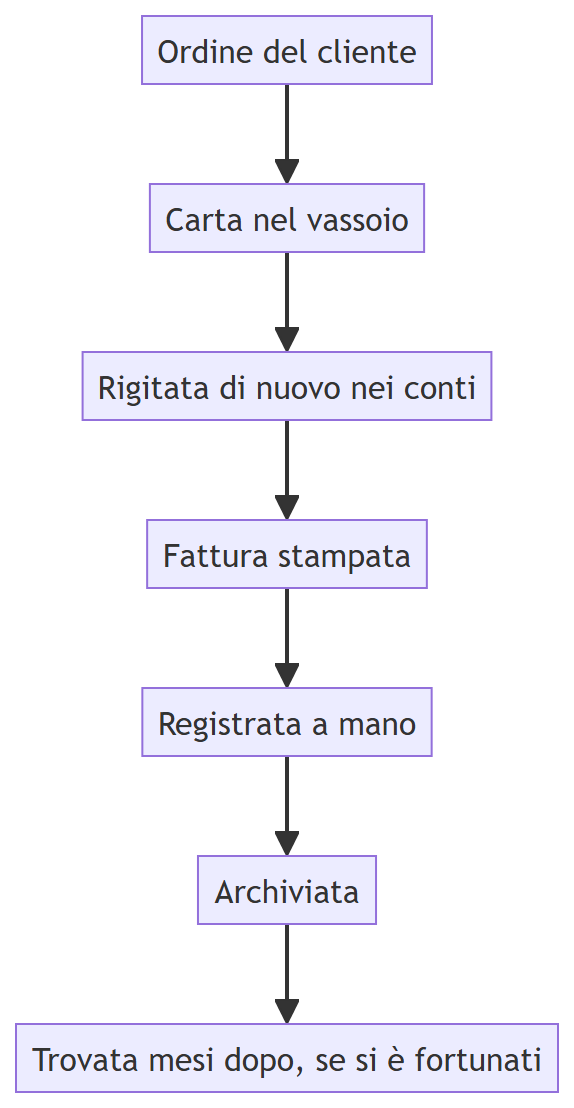 Ordine del cliente
Carta nel vassoio
Rigitata di nuovo nei conti
Fattura stampata
Registrata a mano
Archiviata
Trovata mesi dopo, se si è fortunati